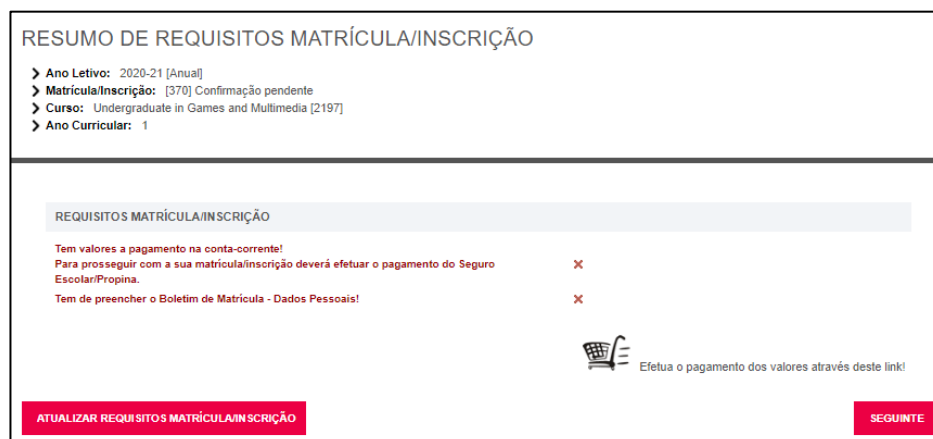 RESUMO DE REQUISITOS MATRÍCULA/INSCRIÇÃO
Ano Letivo: 2020-21 [Anual]
Matrícula/Inscrição: [370] Confirmação pendente
Curso: Undergraduate in Games and Multimedia [2197]
Ano Curricular: 1
REQUISITOS MATRÍCULA/INSCRIÇÃO
Tem valores a pagamento na conta-corrente!
Para prosseguir com a sua matrícula/inscrição deverá efetuar o pagamento do Seguro
Escolar/Propina.
Tem de preencher o Boletim de Matrícula - Dados Pessoais!
Efetua o pagamento dos valores através deste link!
ATUALIZAR REQUISITOS MATRÍCULA/INSCRIÇÃO
SEGUINTE